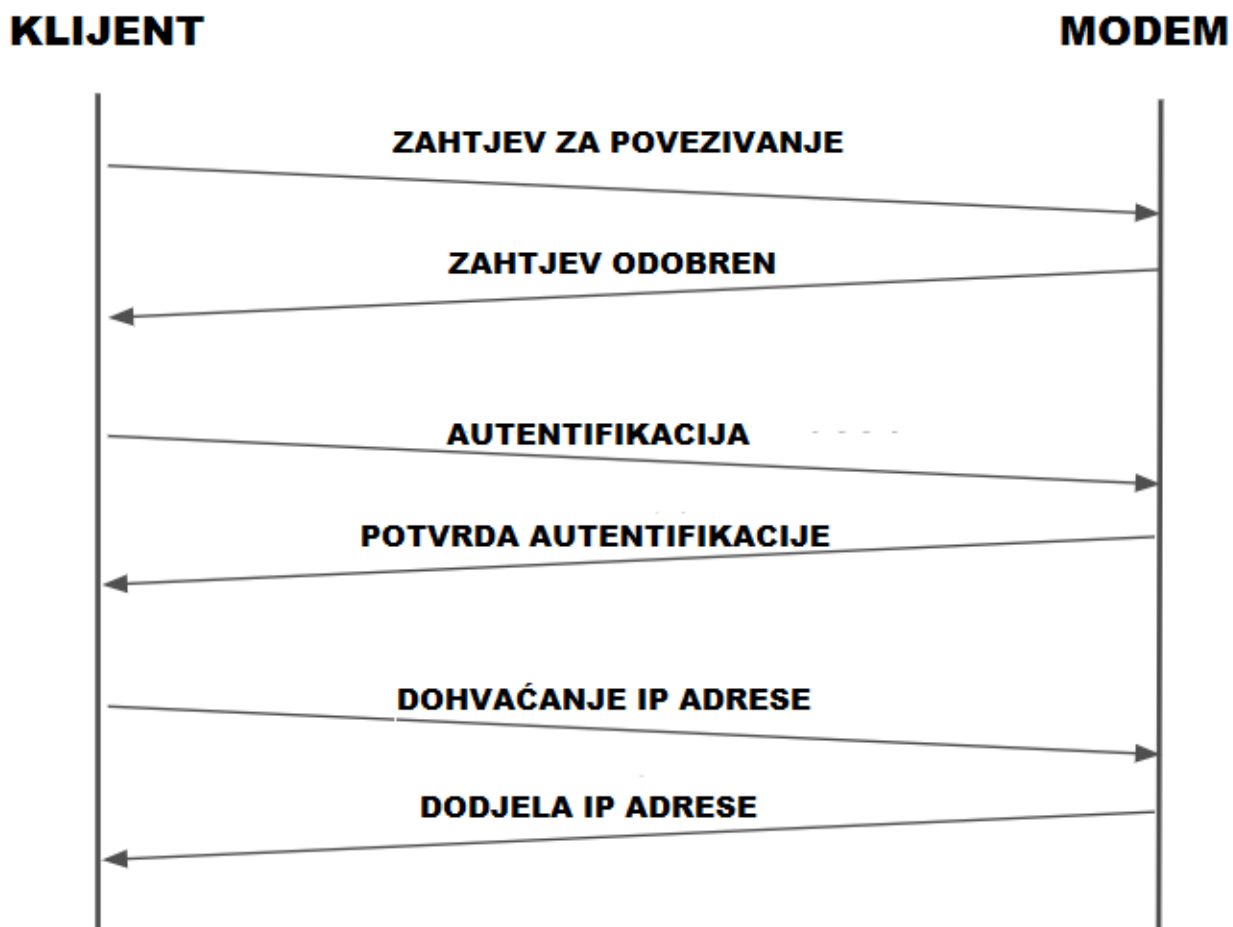 KLIJENT
MODEM
ZAHTJEV ZA POVEZIVANJE
ZAHTJEV ODOBREN
AUTENTIFIKACIJA
POTVRDA AUTENTIFIKACIJE
DOHVAĆANJE IP ADRESE
DODJELA IP ADRESE